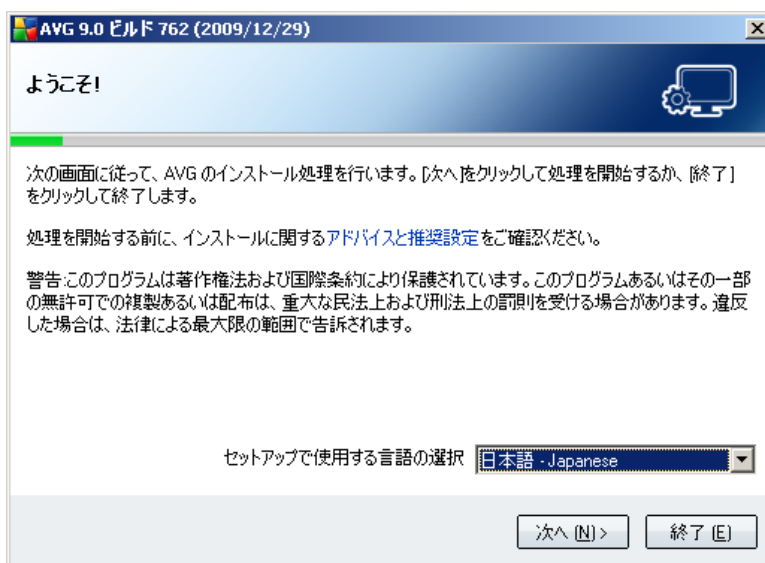 AVG 9.0 ビルド 762 (2009/12/29)
ようこそ!
次の画面に従って、AVG のインストール処理を行います。[次へ]をクリックして処理を開始するか、[終了]
をクリックして終了します。
処理を開始する前に、インストールに関するアドバイスと推奨設定をご確認ください。
警告:このプログラムは著作権法および国際条約により保護されています。このプログラムあるいはその一部
の無許可での複製あるいは配布は、重大な民法上および刑法上の罰則を受ける場合があります。違反
した場合は、法律による最大限の範囲で告訴されます。
セットアップで使用する言語の選択 日本語 - Japanese
次へ (N) > 終了 (E)